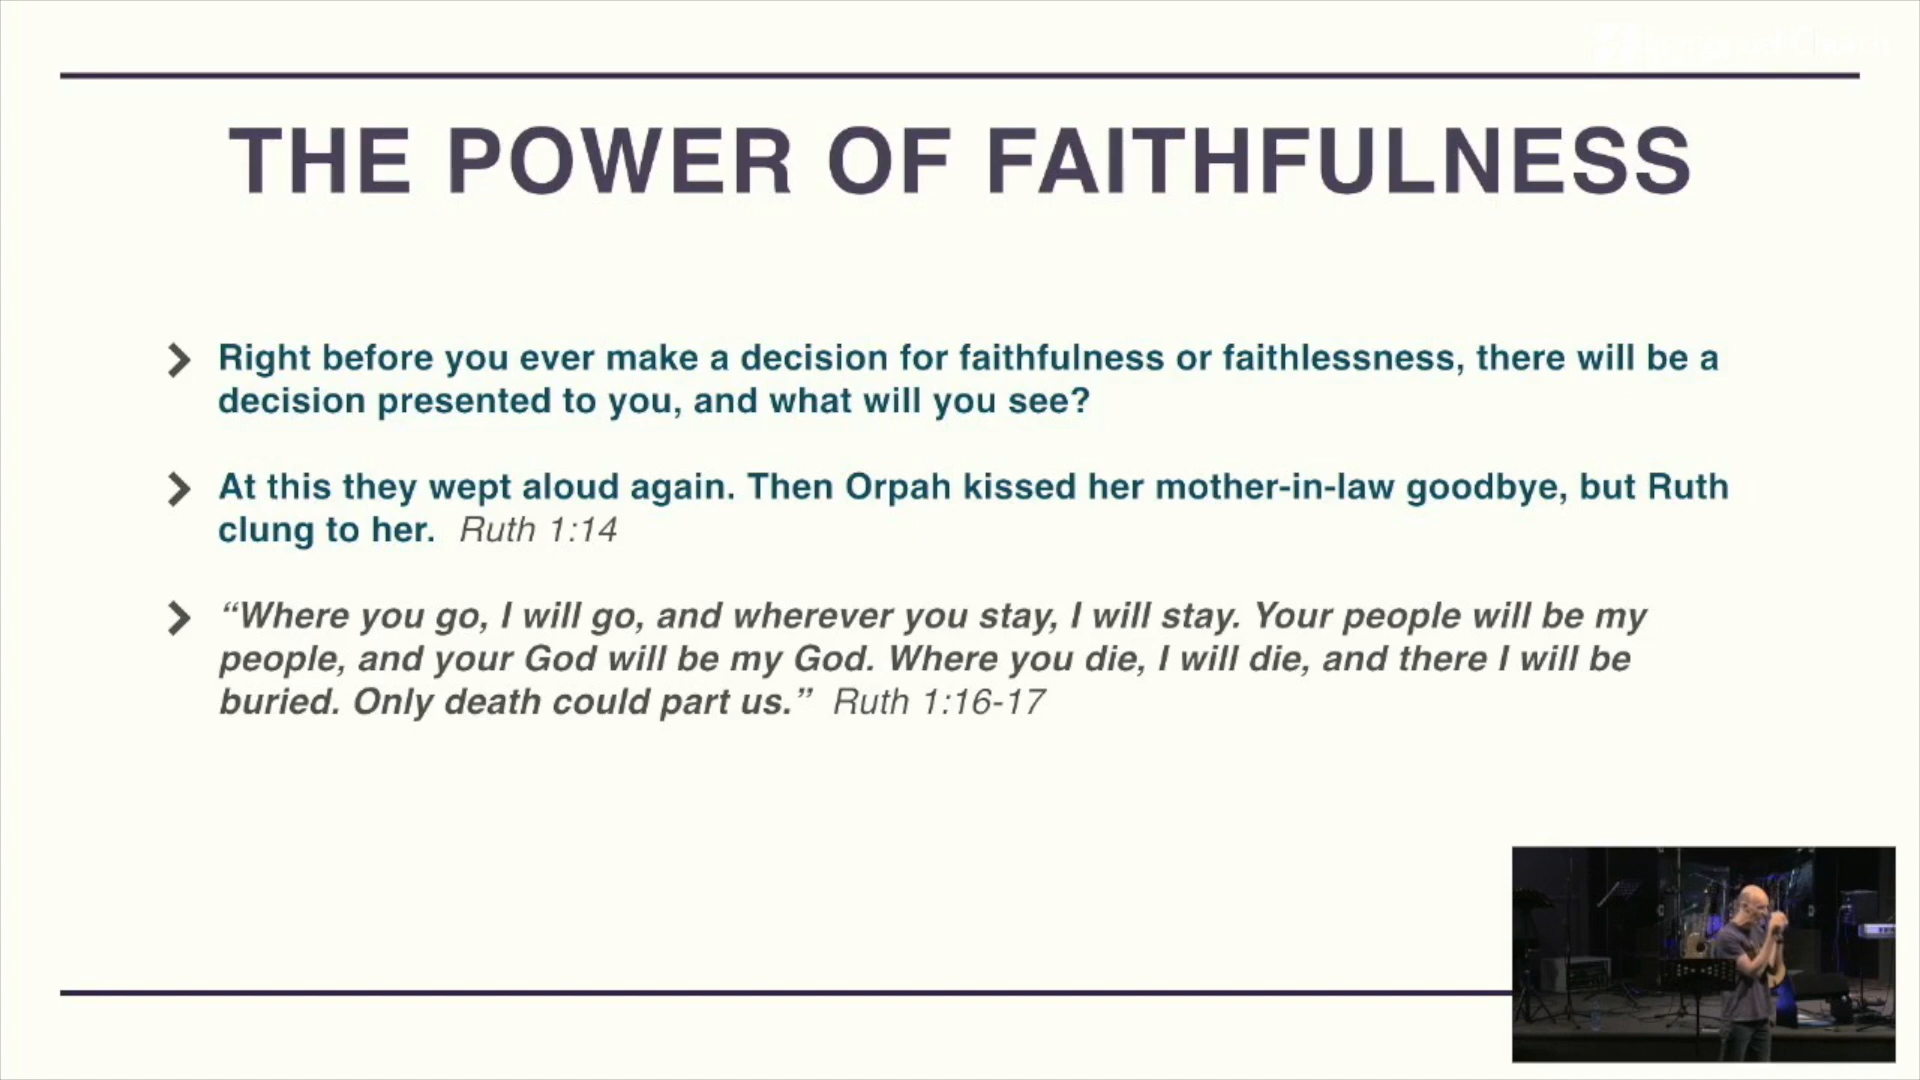 THE POWER OF FAITHFULNESS
Right before you ever make a decision for faithfulness or faithlessness, there will be a
decision presented to you, and what will you see?
At this they wept aloud again. Then Orpah kissed her mother-in-law goodbye, but Ruth
clung to her. Ruth 1:14
“Where you go, I will go, and wherever you stay, I will stay. Your people will be my
people, and your God will be my God. Where you die, I will die, and there I will be
buried. Only death could part us.” Ruth 1:16-17